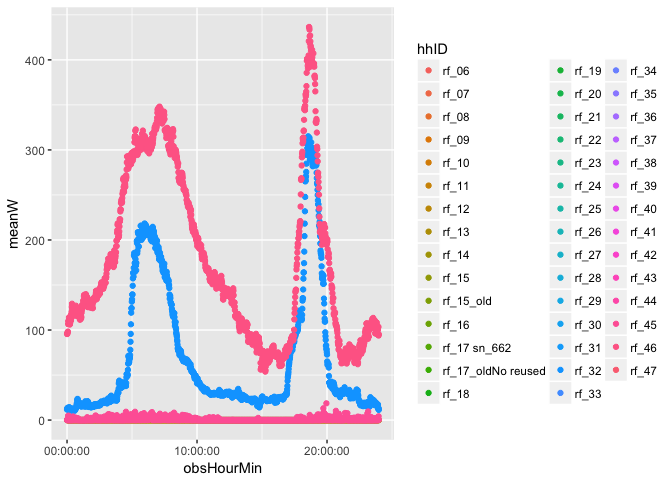 hhID
rf_06
rf_07
rf_08
rf_09
rf_10
rf_11
rf_12
rf_13
rf_14
rf_15
rf_15_old
rf_16
rf_17 sn_662
rf_17_oldNo reused
rf_18
rf_19
rf_20
rf_21
rf_22
rf_23
rf_24
rf_25
rf_26
rf_27
rf_28
rf_29
rf_30
rf_31
rf_32
rf_33
rf_34
rf_35
rf_36
rf_37
rf_38
rf_39
rf_40
rf_41
rf_42
rf_43
rf_44
rf_45
rf_46
rf_47
meanW
400
300
200
100
0
00:00:00 10:00:00 20:00:00
obsHourMin